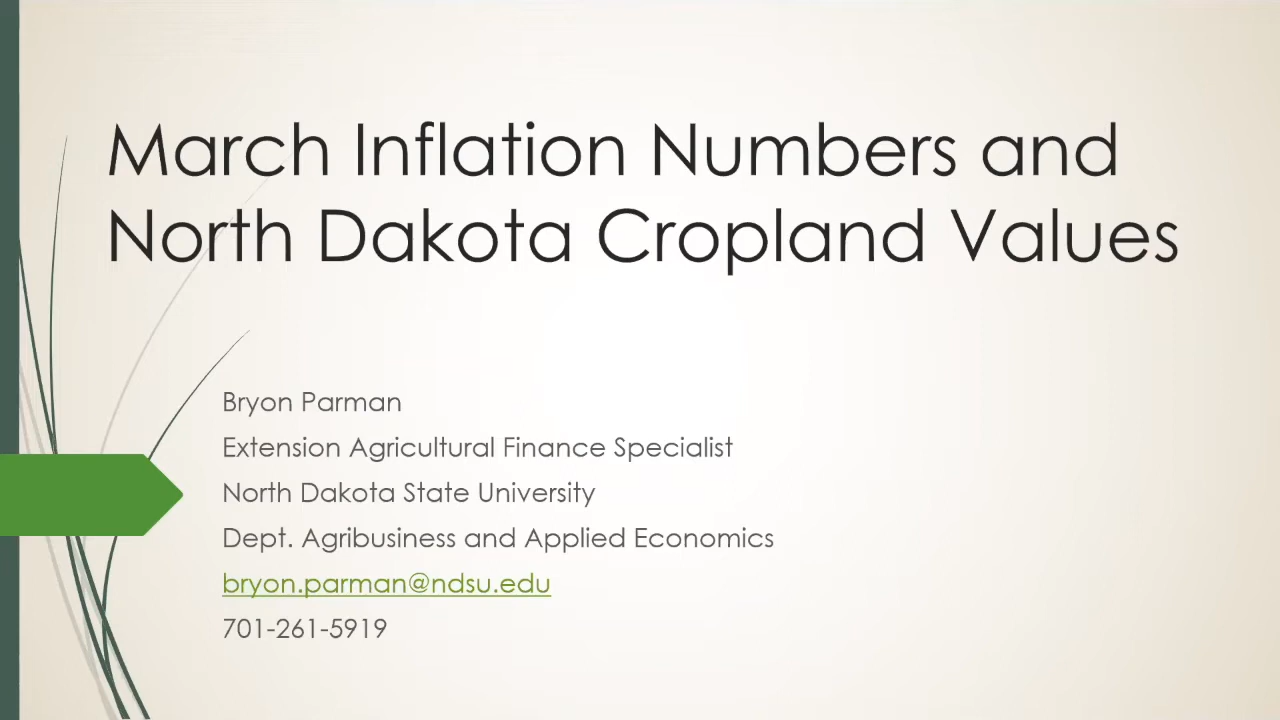 March Inflation Numbers and
North Dakota Cropland Values
Bryon Parman
Extension Agricultural Finance Specialist
North Dakota State University
Dept. Agribusiness and Applied Economics
bryon.parman@ndsu.edu
701-261-5919